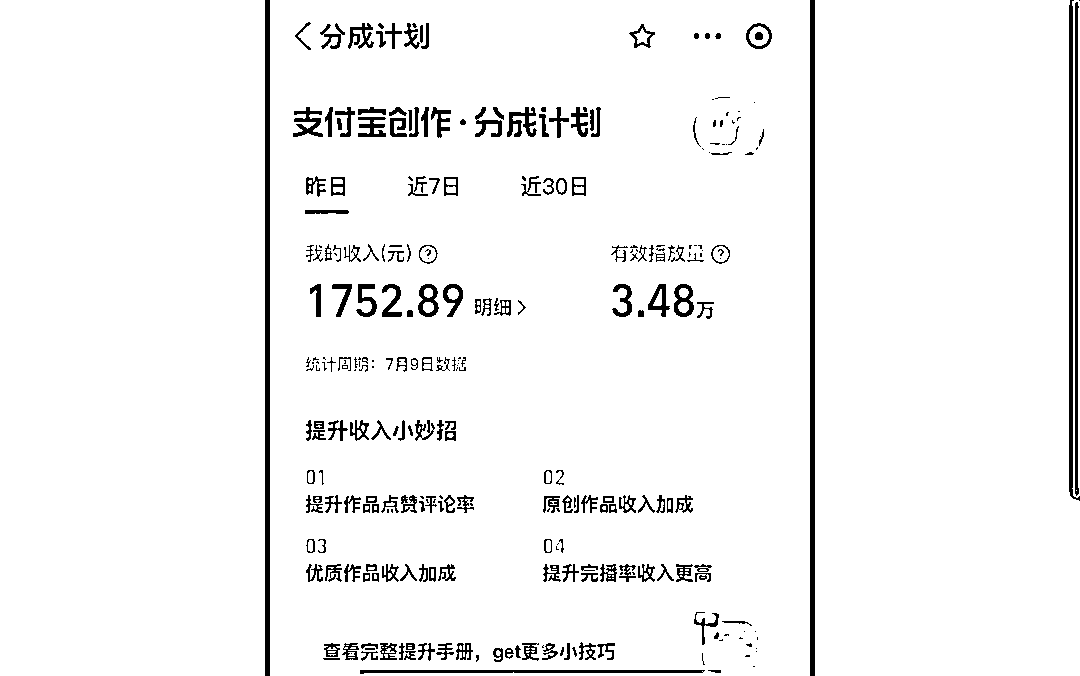 分成计划
支付宝创作·分成计划
昨日 近7日 近30日
我的收入(元) 有效播放量
1752.89 明细 3.48万
统计周期：7月9日数据
提升收入小妙招
01 02
提升作品点赞评论率 原创作品收入加成
03 04
优质作品收入加成 提升完播率收入更高
查看完整提升手册，get更多小技巧